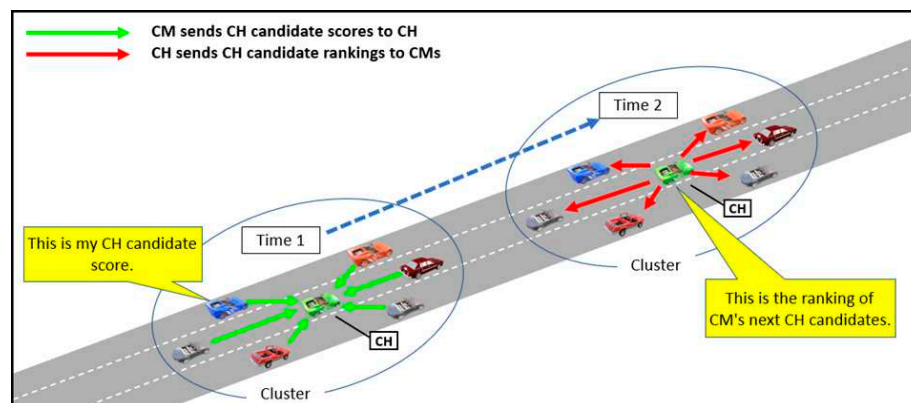 CM sends CH candidate scores to CH
CH sends CH candidate rankings to CMs
Time 2
CH
Cluster
This is my CH candidate
score.
Time 1
This is the ranking of
CM's next CH candidates.
CH
Cluster